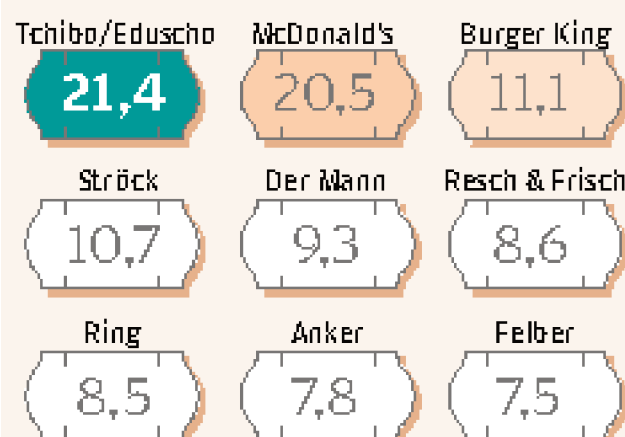 Tchibo/Eduscho McDonald's Burger King
21,4 20,5 11,1
Ströck Der Mann Resch & Frisch
10,7 9,3 8,6
Ring Anker Felber
8,5 7,8 7,5